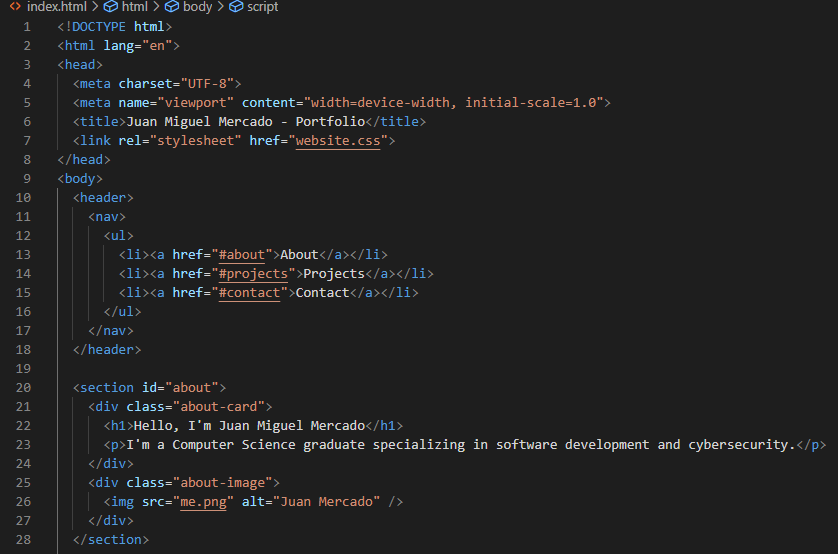 index.html > html > body > script
1 <!DOCTYPE html>
2 <html lang="en">
3 <head>
4   <meta charset="UTF-8">
5   <meta name="viewport" content="width=device-width, initial-scale=1.0">
6   <title>Juan Miguel Mercado - Portfolio</title>
7   <link rel="stylesheet" href="website.css">
8 </head>
9 <body>
10   <header>
11     <nav>
12       <ul>
13         <li><a href="#about">About</a></li>
14         <li><a href="#projects">Projects</a></li>
15         <li><a href="#contact">Contact</a></li>
16       </ul>
17     </nav>
18   </header>
19
20   <section id="about">
21     <div class="about-card">
22       <h1>Hello, I'm Juan Miguel Mercado</h1>
23       <p>I'm a Computer Science graduate specializing in software development and cybersecurity.</p>
24     </div>
25     <div class="about-image">
26       <img src="me.png" alt="Juan Mercado" />
27     </div>
28   </section>